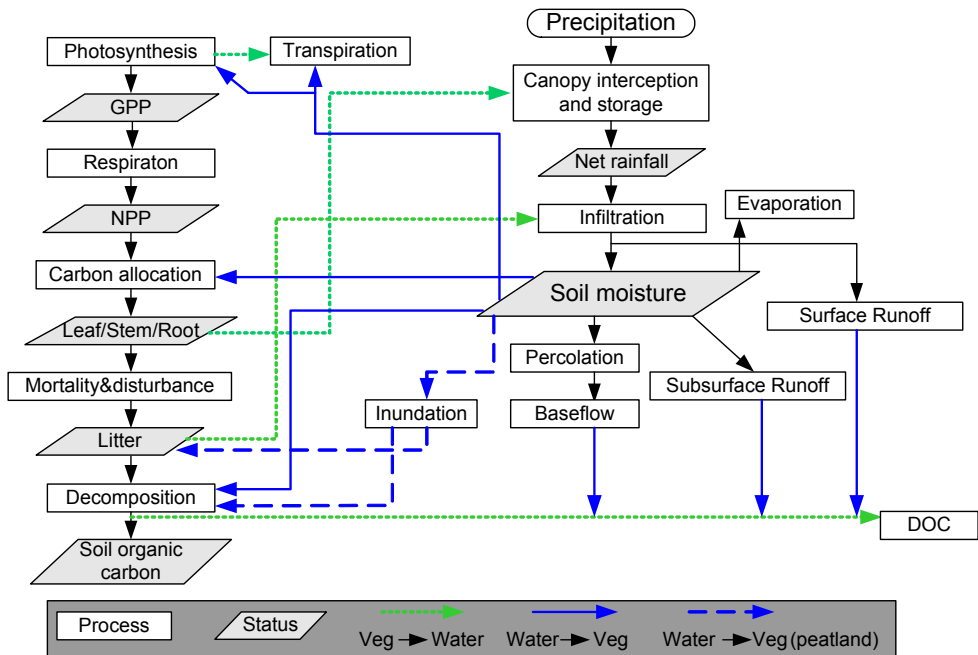 Precipitation
Photosynthesis
Transpiration
Canopy interception
and storage
GPP
Respiraton
Net rainfall
NPP
Infiltration
Evaporation
Carbon allocation
Soil moisture
Leaf/Stem/Root
Surface Runoff
Percolation
Mortality&disturbance
Subsurface Runoff
Inundation
Baseflow
Litter
Decomposition
DOC
Soil organic
carbon
Process
Status
Veg Water
Water Veg
Water Veg (peatland)